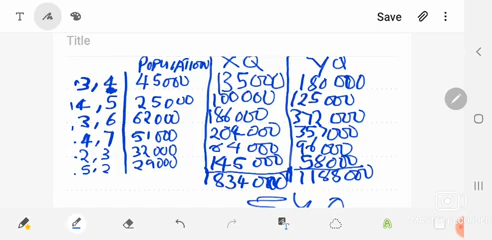 Save
Title
POPULATION XQ YQ
3,4 45000 135000 180000
4,5 25000 100000 125000
3,6 62000 186000 372000
4,7 51000 204000 357000
2,3 32000 64000 96000
5,2 29000 145000 58000
834000 1188000